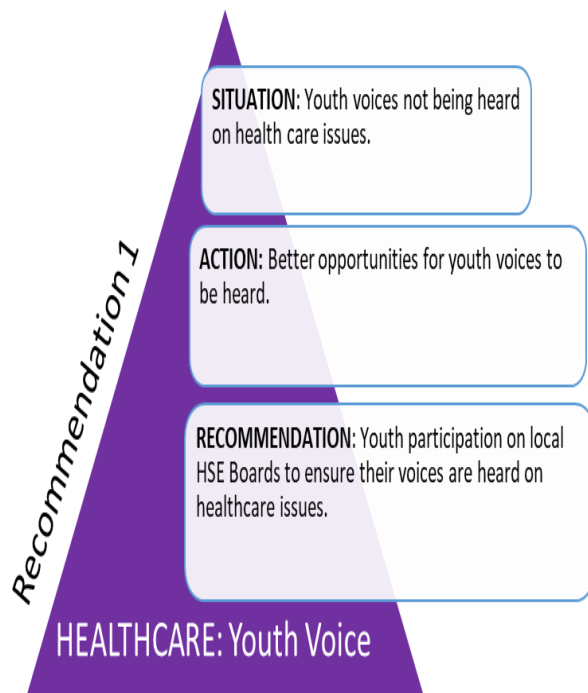 Recommendation 1
SITUATION: Youth voices not being heard
on health care issues.
ACTION: Better opportunities for youth voices to
be heard.
RECOMMENDATION: Youth participation on local
HSE Boards to ensure their voices are heard on
healthcare issues.
HEALTHCARE: Youth Voice